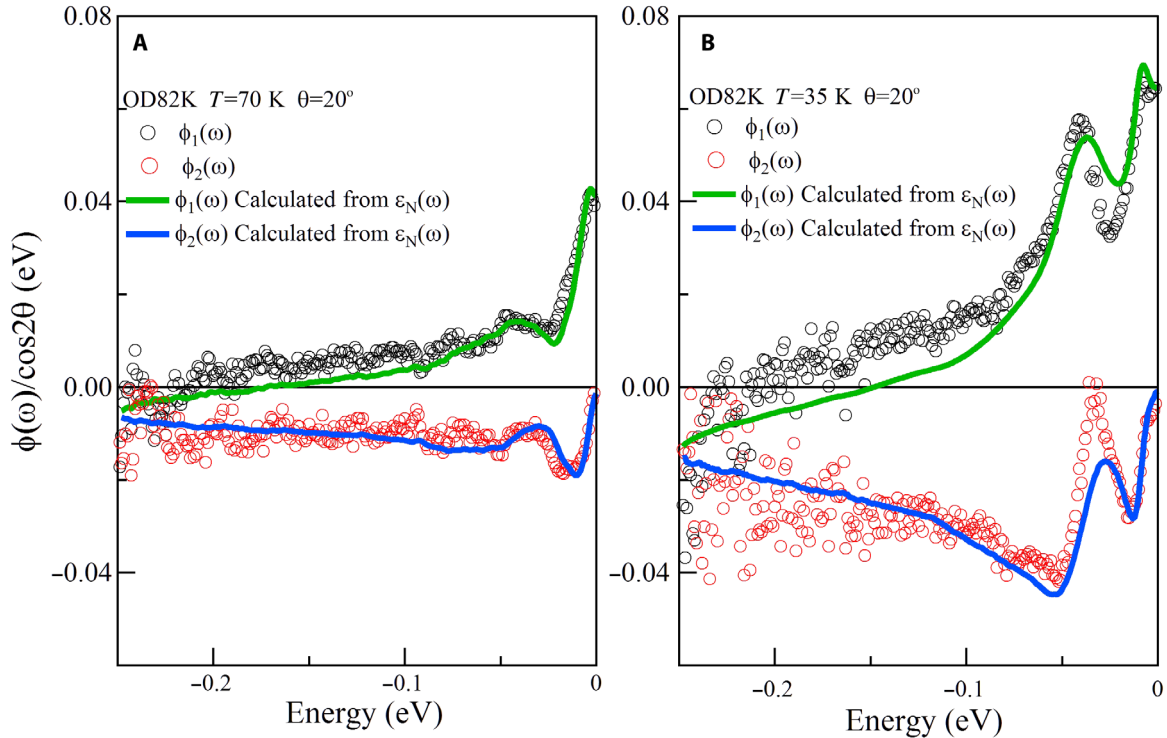 0.08
0.04
0.00
−0.04
ϕ(ω)/cos2θ (eV)
A
OD82K T=70 K θ=20º
ϕ₁(ω)
ϕ₂(ω)
ϕ₁(ω) Calculated from εN(ω)
ϕ₂(ω) Calculated from εN(ω)
−0.2
−0.1
0
Energy (eV)
0.08
0.04
0.00
−0.04
B
OD82K T=35 K θ=20º
ϕ₁(ω)
ϕ₂(ω)
ϕ₁(ω) Calculated from εN(ω)
ϕ₂(ω) Calculated from εN(ω)
−0.2
−0.1
0
Energy (eV)